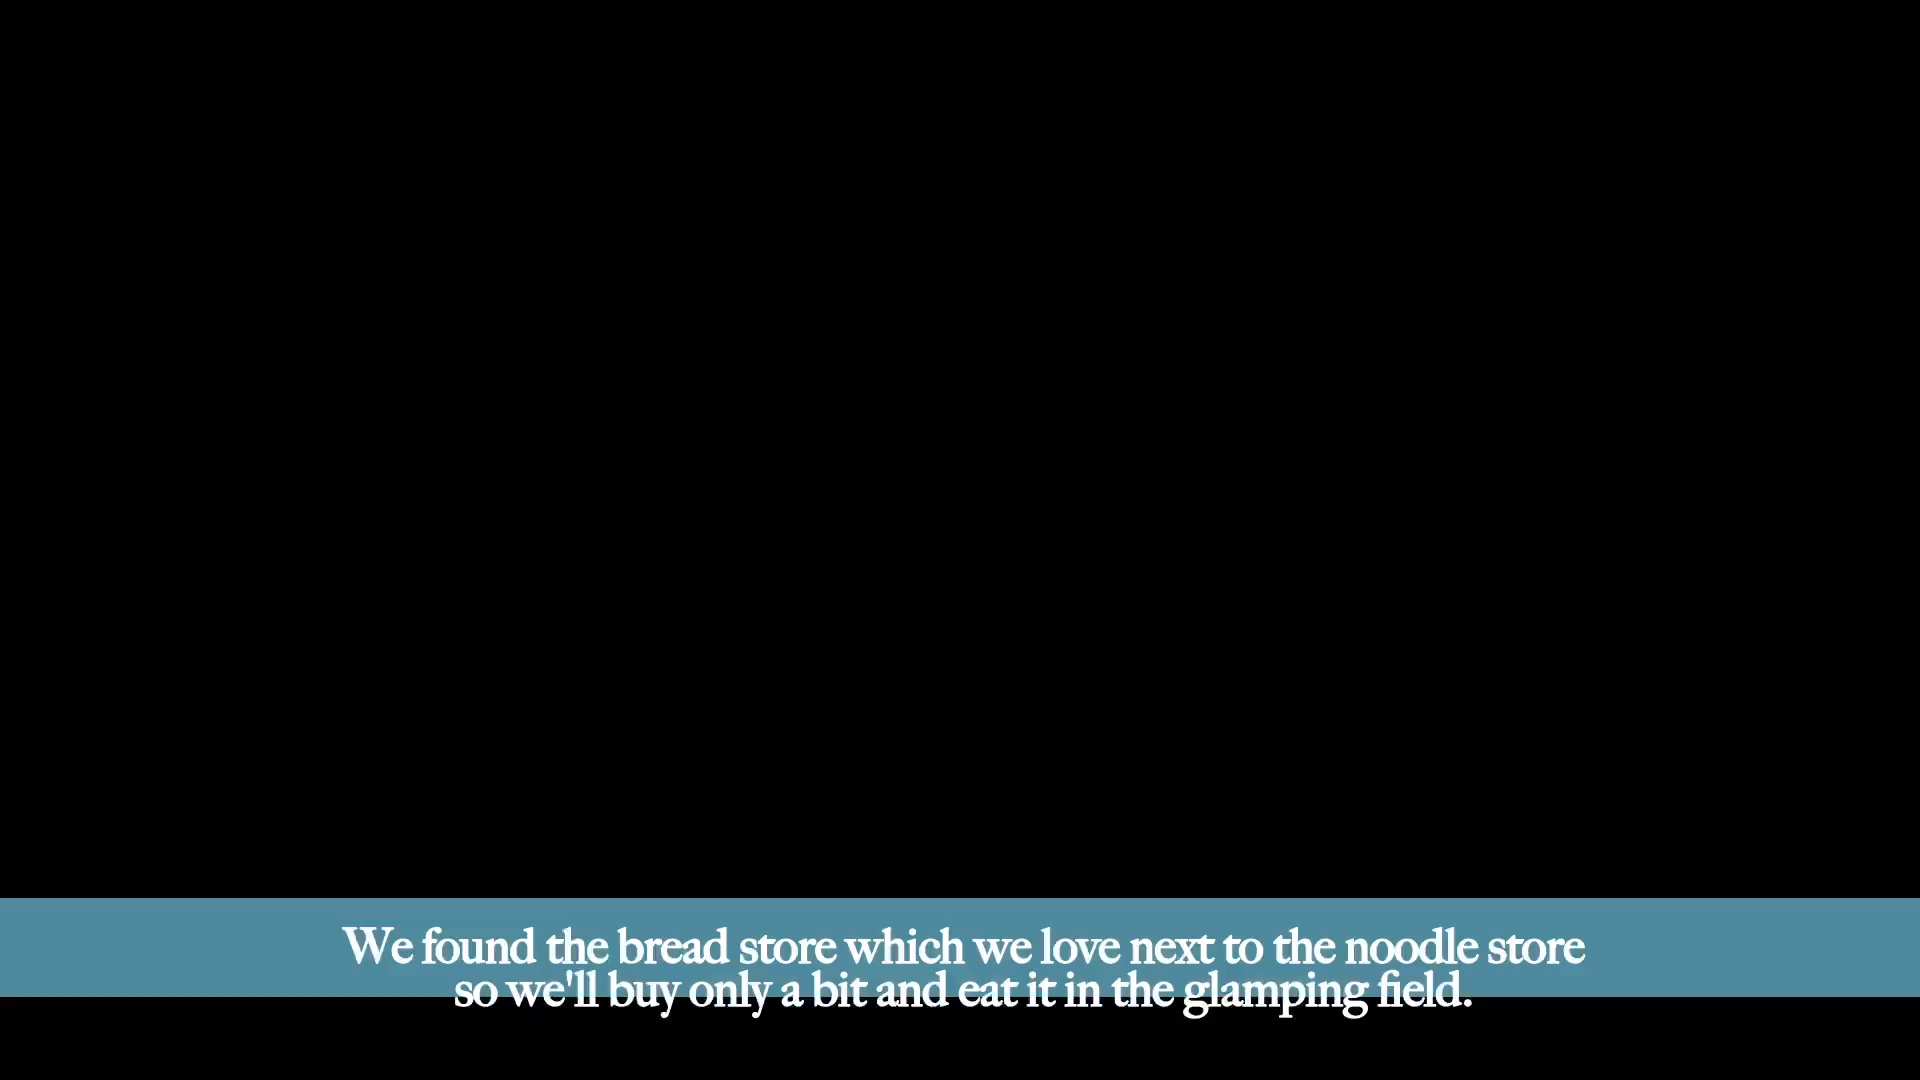 We found the bread store which we love next to the noodle store
so we'll buy only a bit and eat it in the glamping field.